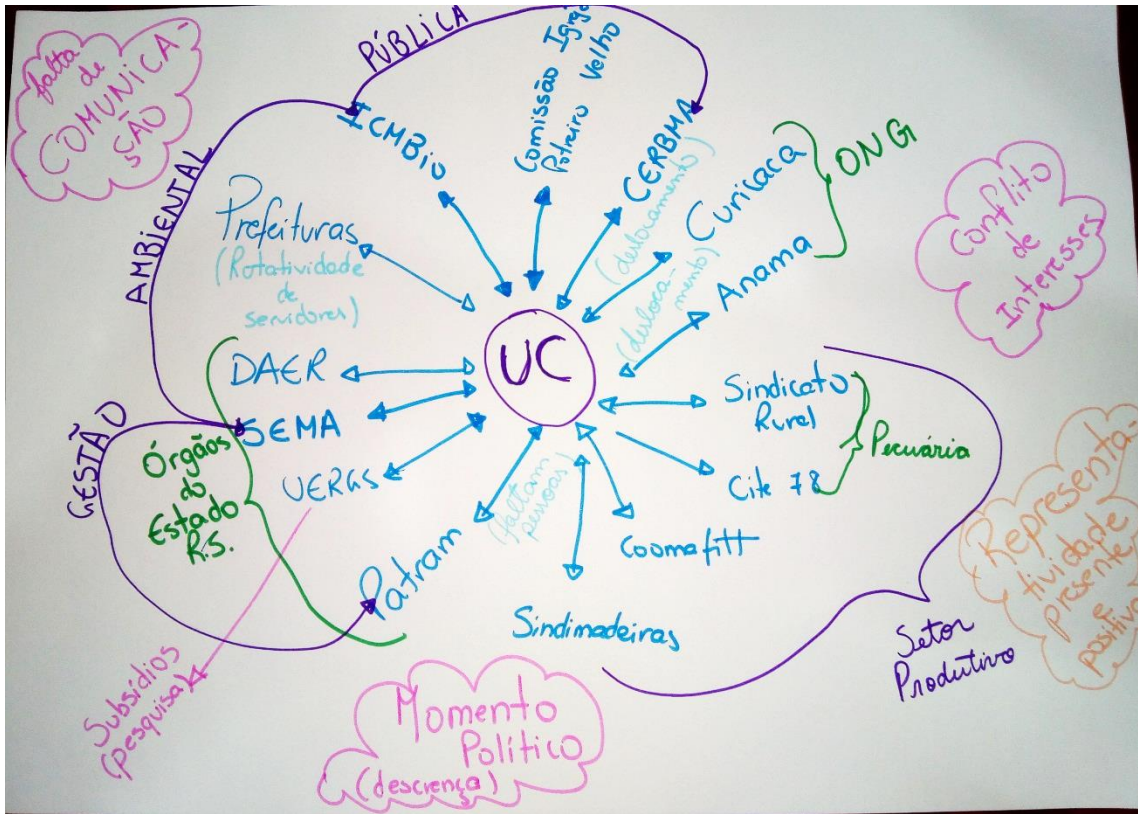 falta
de
COMUNICA-
SÃO
PÚBLICA
AMBIENTAL
GESTÃO
ICMBio
Comissão Igreja
Potreiro Velho
CERBMA
(deslocamento)
Curicaca
(desloca-
mento)
Anama
ONG
Conflito
de
Interesses
Prefeituras
(Rotatividade
de
servidores)
DAER
SEMA
UERGS
Órgãos
do
Estado
R.S.
Patram
(faltam
pessoas)
UC
Sindicato
Rural
Cite 78
Pecuária
Coomafitt
Sindimadeiras
Setor
Produtivo
Representa-
tividade
presente
e
positiva
Subsídios
(pesquisa)
Momento
Político
(descrença)